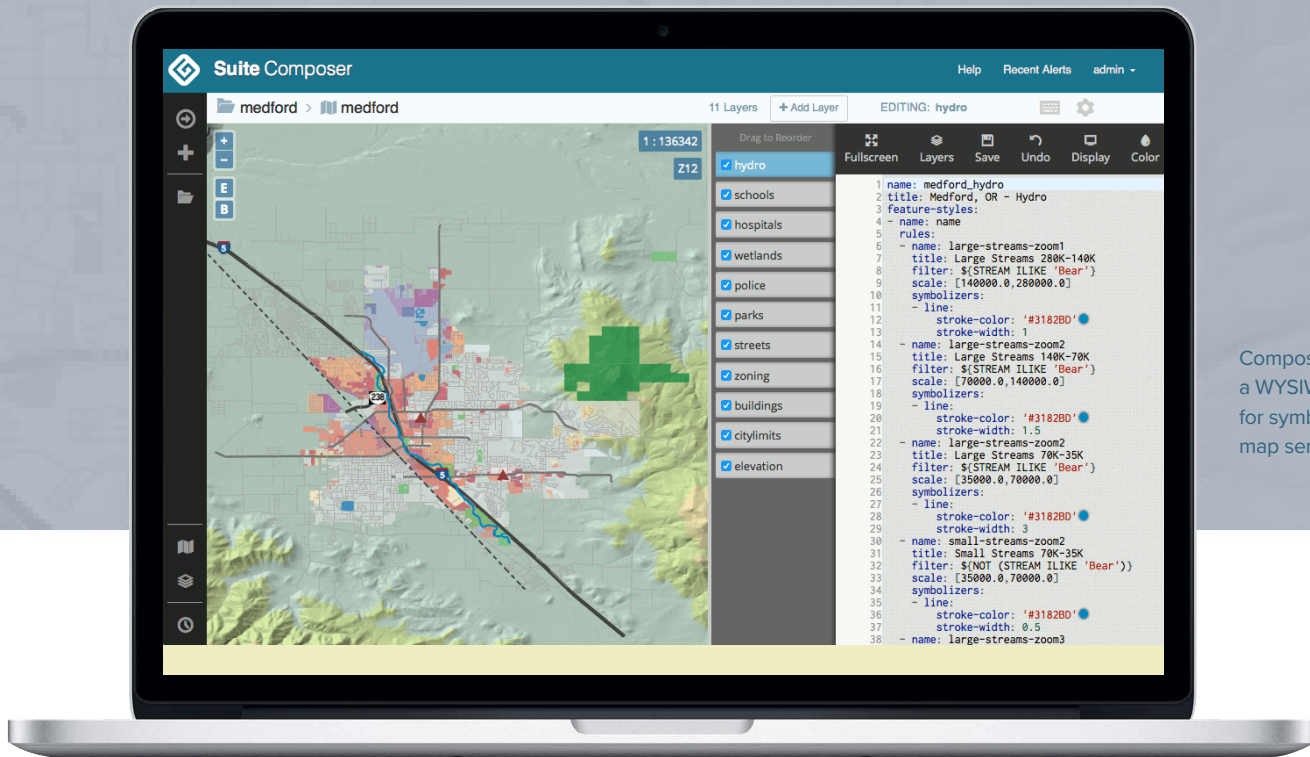 Suite Composer
Help Recent Alerts admin
medford > medford
11 Layers + Add Layer EDITING: hydro
+
-
E
B
1 : 136342
Z12
5
238
5
Drag to Reorder
hydro
schools
hospitals
wetlands
police
parks
streets
zoning
buildings
citylimits
elevation
Fullscreen Layers Save Undo Display Color
1 name: medford_hydro
2 title: Medford, OR - Hydro
3 feature-styles:
4 - name: name
5 rules:
6 - name: large-streams-zoom1
7 title: Large Streams 280K-140K
8 filter: ${STREAM ILIKE 'Bear'}
9 scale: [140000.0,280000.0]
10 symbolizers:
11 - line:
12 stroke-color: '#3182BD'
13 stroke-width: 1
14 - name: large-streams-zoom2
15 title: Large Streams 140K-70K
16 filter: ${STREAM ILIKE 'Bear'}
17 scale: [70000.0,140000.0]
18 symbolizers:
19 - line:
20 stroke-color: '#3182BD'
21 stroke-width: 1.5
22 - name: large-streams-zoom2
23 title: Large Streams 70K-35K
24 filter: ${STREAM ILIKE 'Bear'}
25 scale: [35000.0,70000.0]
26 symbolizers:
27 - line:
28 stroke-color: '#3182BD'
29 stroke-width: 3
30 - name: small-streams-zoom2
31 title: Small Streams 70K-35K
32 filter: ${NOT (STREAM ILIKE 'Bear')}
33 scale: [35000.0,70000.0]
34 symbolizers:
35 - line:
36 stroke-color: '#3182BD'
37 stroke-width: 0.5
38 - name: large-streams-zoom3
Compos
a WYSIW
for symb
map ser